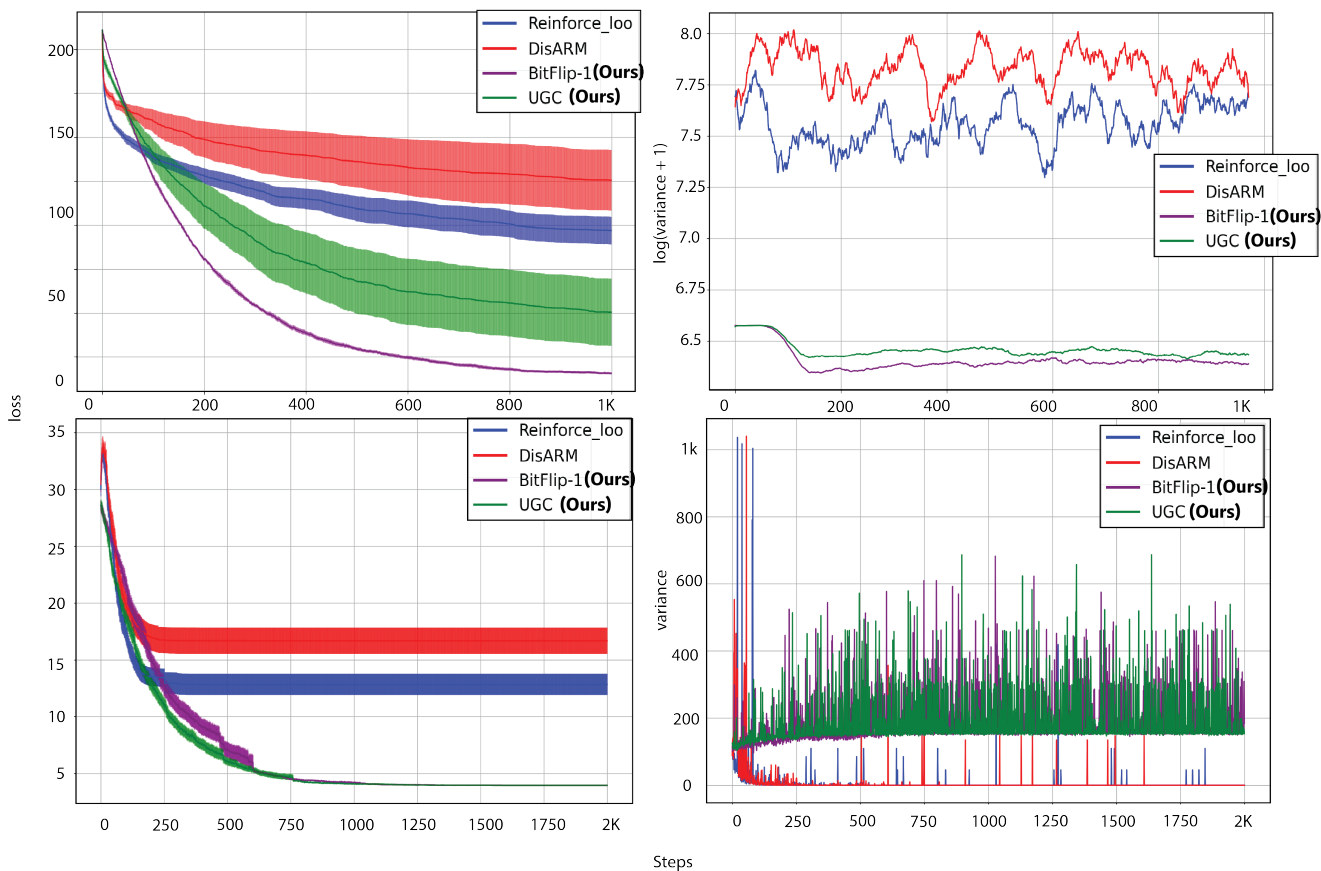 Reinforce_loo
DisARM
BitFlip-1(Ours)
UGC (Ours)
200
150
100
50
0
0 200 400 600 800 1K
log(variance + 1)
8.0
7.75
7.5
7.25
7.0
6.75
6.5
Reinforce_loo
DisARM
BitFlip-1(Ours)
UGC (Ours)
0 200 400 600 800 1K
loss
35
30
25
20
15
10
5
Reinforce_loo
DisARM
BitFlip-1(Ours)
UGC (Ours)
0 250 500 750 1000 1250 1500 1750 2K
variance
1k
800
600
400
200
0
Reinforce_loo
DisARM
BitFlip-1(Ours)
UGC (Ours)
0 250 500 750 1000 1250 1500 1750 2K
Steps